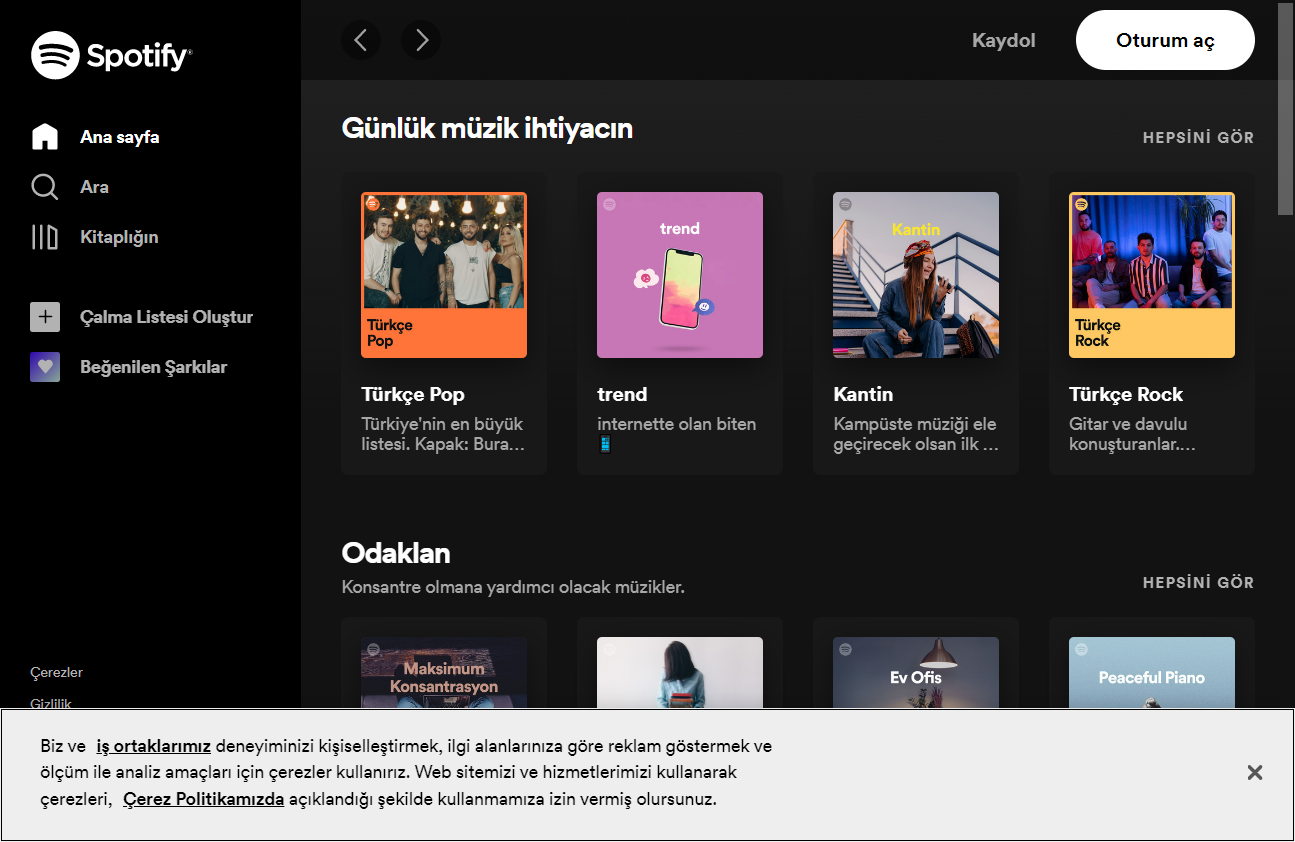 Spotify
Ana sayfa
Ara
Kitaplığın
Çalma Listesi Oluştur
Beğenilen Şarkılar
Çerezler
Gizlilik
Kaydol
Oturum aç
Günlük müzik ihtiyacın
HEPSİNİ GÖR
Türkçe
Pop
Türkçe Pop
Türkiye'nin en büyük
listesi. Kapak: Bura...
trend
trend
internette olan biten
Kantin
Kantin
Kampüste müziği ele
geçirecek olsan ilk ...
Türkçe
Rock
Türkçe Rock
Gitar ve davulu
konuşturanlar....
Odaklan
Konsantre olmana yardımcı olacak müzikler.
HEPSİNİ GÖR
Maksimum
Konsantrasyon
Ev Ofis
Peaceful Piano
Biz ve iş ortaklarımız deneyiminizi kişiselleştirmek, ilgi alanlarınıza göre reklam göstermek ve
ölçüm ile analiz amaçları için çerezler kullanırız. Web sitemizi ve hizmetlerimizi kullanarak
çerezleri, Çerez Politikamızda açıklandığı şekilde kullanmamıza izin vermiş olursunuz.